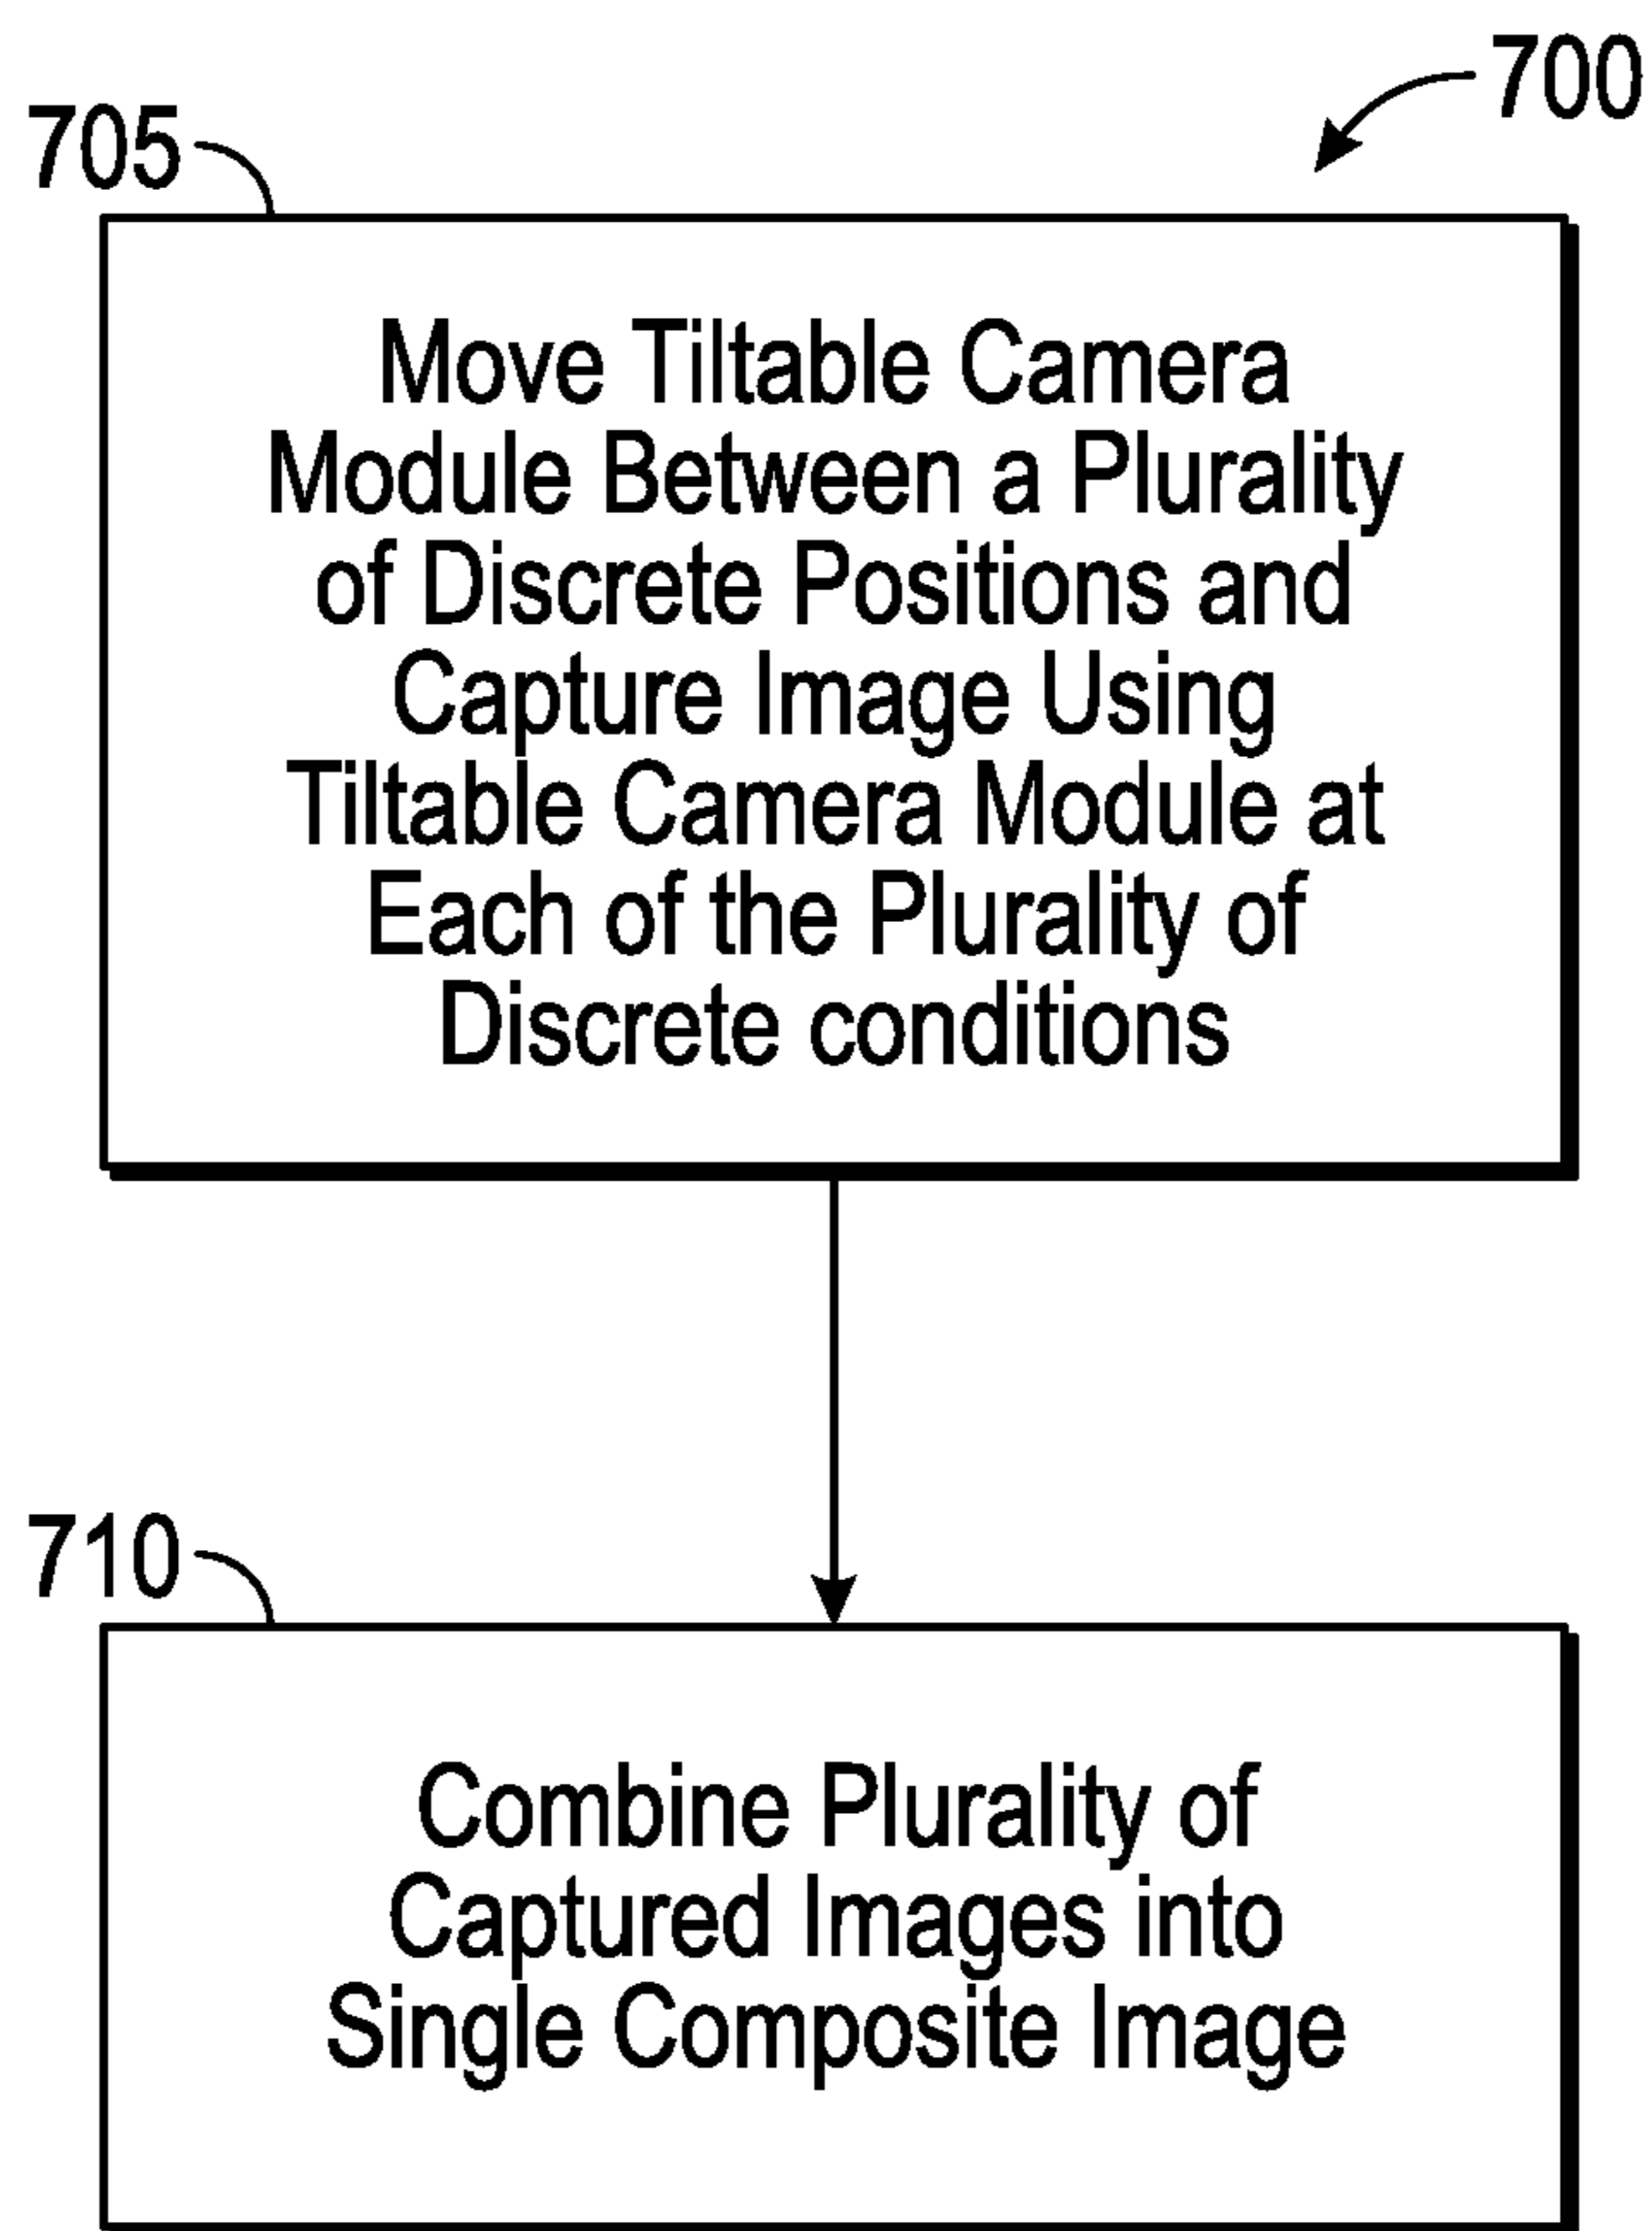 700
705
Move Tiltable Camera
Module Between a Plurality
of Discrete Positions and
Capture Image Using
Tiltable Camera Module at
Each of the Plurality of
Discrete conditions
710
Combine Plurality of
Captured Images into
Single Composite Image